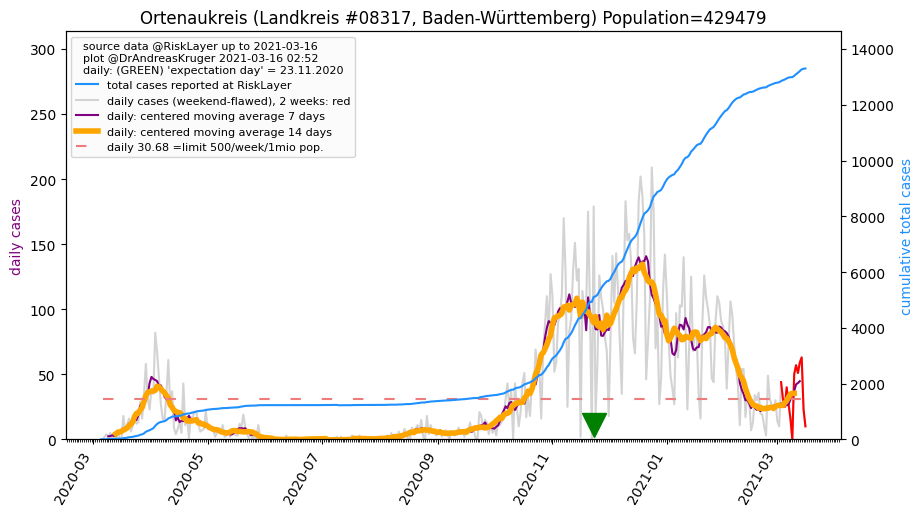 Ortenaukreis (Landkreis #08317, Baden-Württemberg) Population=429479
source data @RiskLayer up to 2021-03-16
plot @DrAndreasKruger 2021-03-16 02:52
daily: (GREEN) 'expectation day' = 23.11.2020
total cases reported at RiskLayer
daily cases (weekend-flawed), 2 weeks: red
daily: centered moving average 7 days
daily: centered moving average 14 days
daily 30.68 =limit 500/week/1mio pop.
300
250
200
150
100
50
0
daily cases
14000
12000
10000
8000
6000
4000
2000
0
cumulative total cases
2020-03
2020-05
2020-07
2020-09
2020-11
2021-01
2021-03